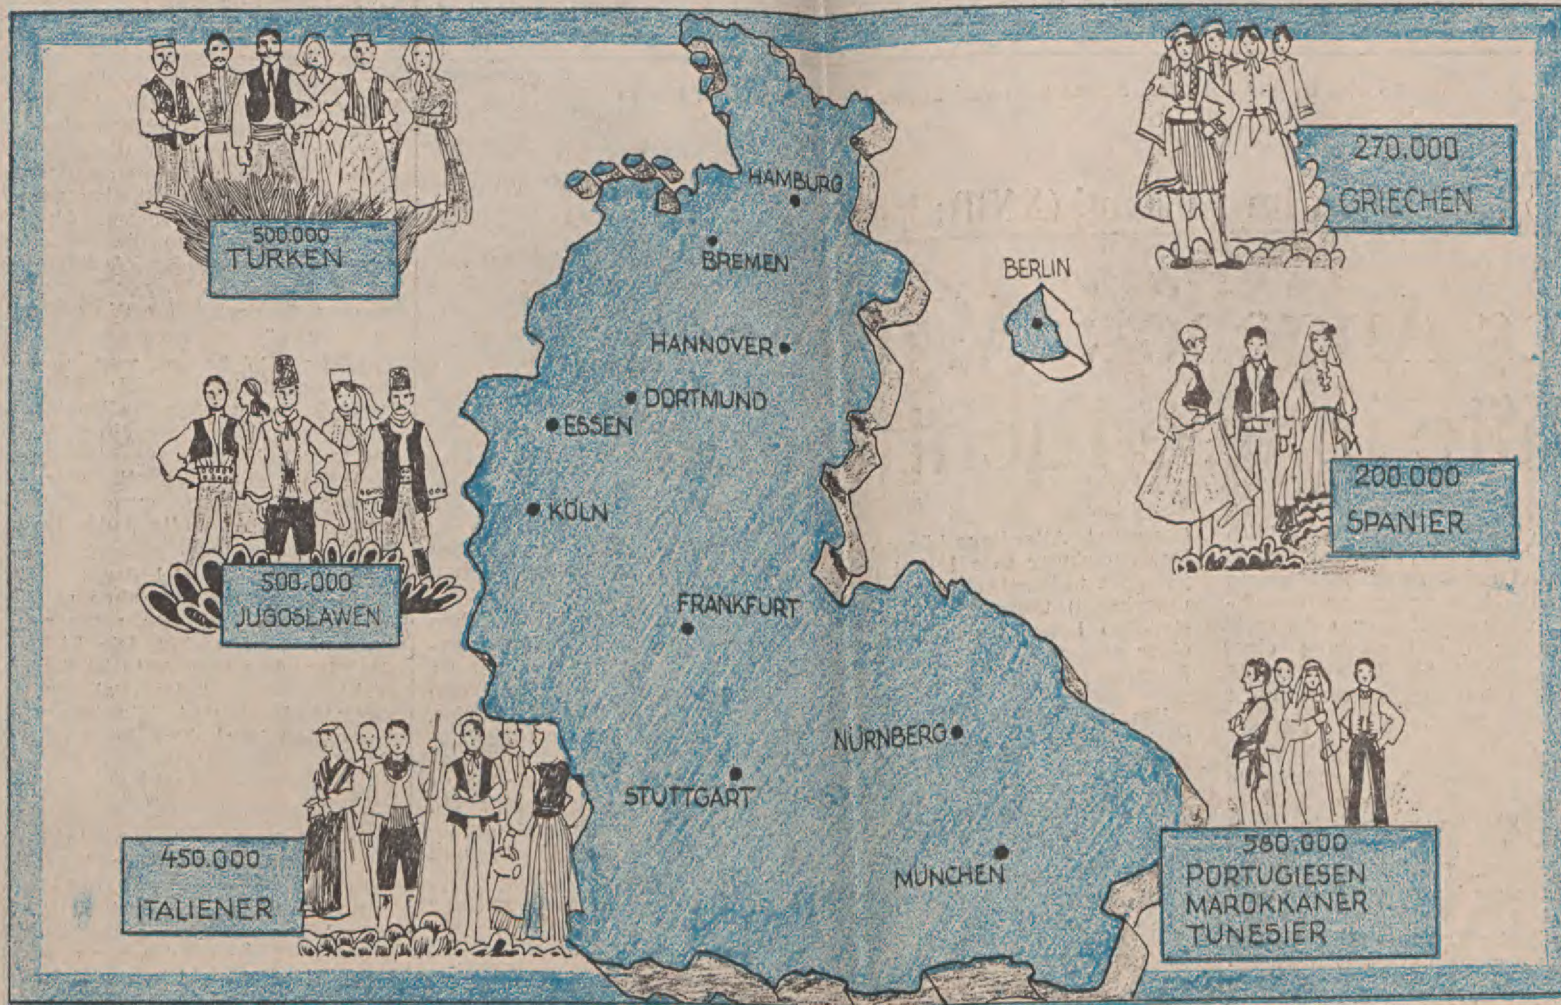 500.000
TÜRKEN
500.000
JUGOSLAWEN
450.000
ITALIENER
HAMBURG
BREMEN
HANNOVER
DORTMUND
ESSEN
KÖLN
FRANKFURT
NÜRNBERG
STUTTGART
MÜNCHEN
BERLIN
270.000
GRIECHEN
200.000
SPANIER
580.000
PORTUGIESEN
MAROKKANER
TUNESIER